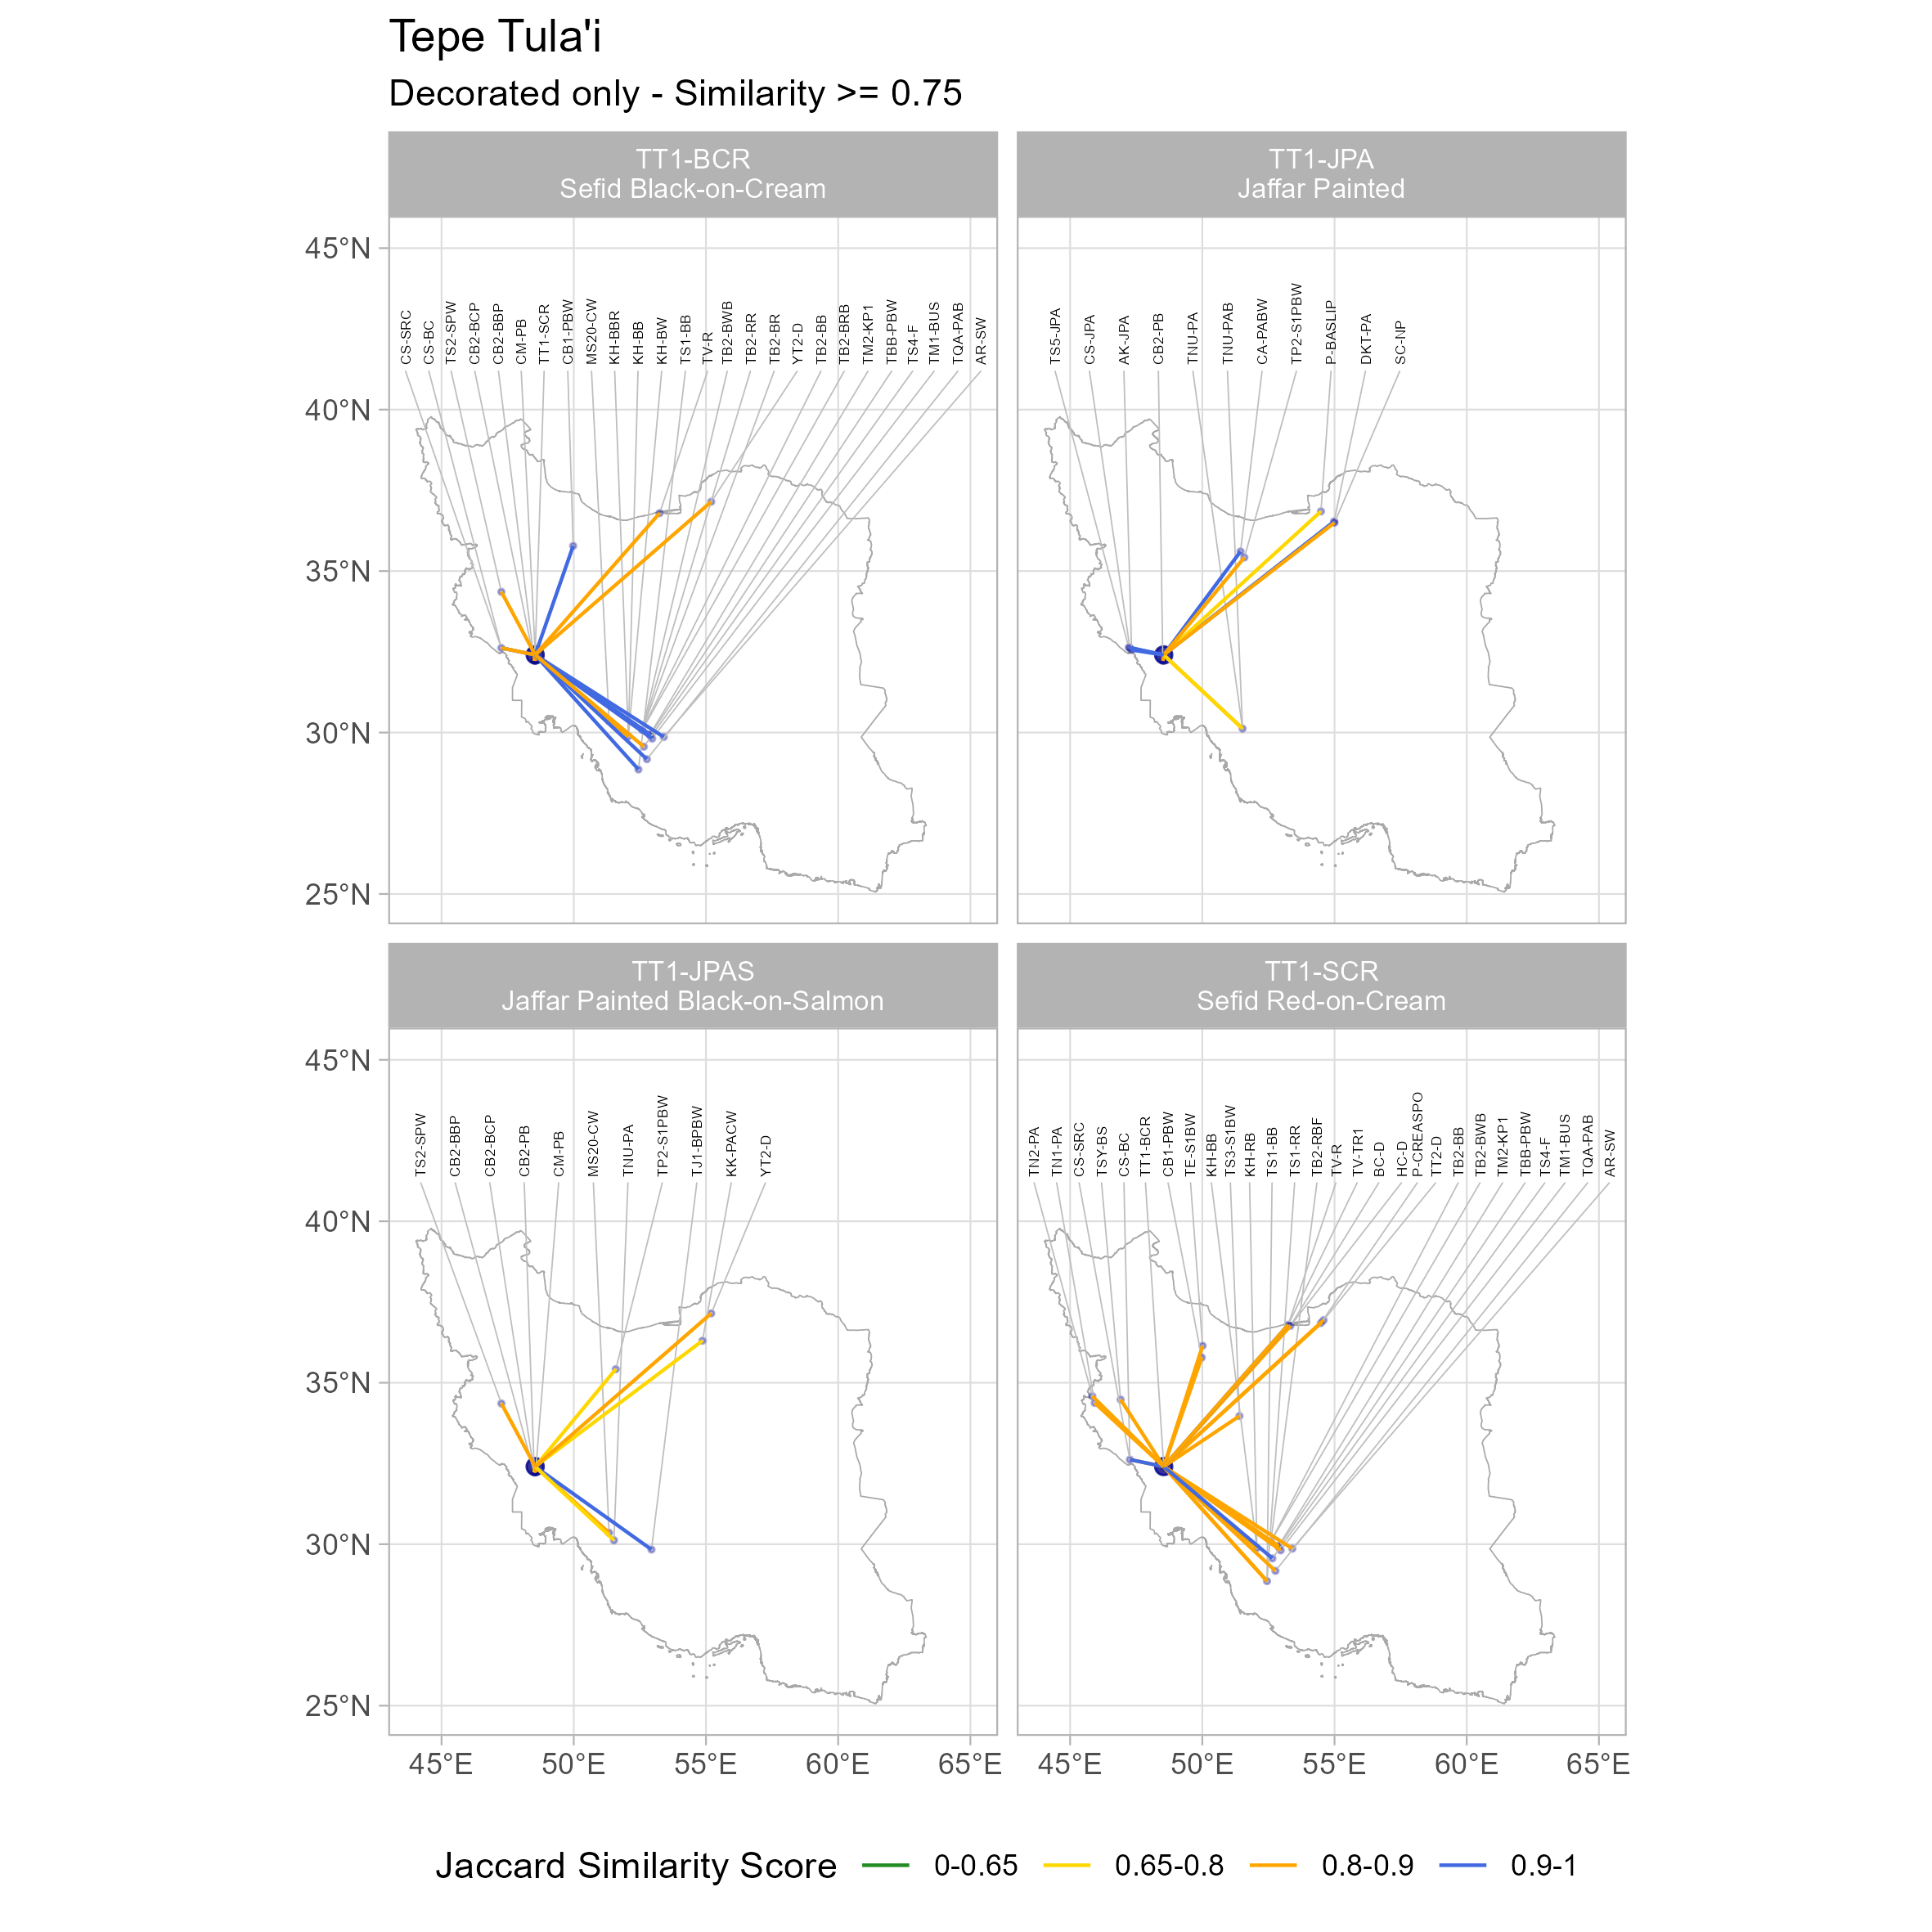 Tepe Tula'i
Decorated only - Similarity >= 0.75
TT1-BCR
Sefid Black-on-Cream
TT1-JPA
Jaffar Painted
45°N
40°N
35°N
30°N
25°N
CS-SRC
CS-BC
TS2-SPW
CB2-BCP
CB2-BBP
CM-PB
TT1-SCR
CB1-PBW
MS20-CW
KH-BBR
KH-BB
KH-BW
TS1-BB
TV-R
TB2-BWB
TB2-RR
TB2-BR
YT2-D
TB2-BB
TB2-BRB
TM2-KP1
TBB-PBW
TS4-F
TM1-BUS
TQA-PAB
AR-SW
TS5-JPA
CS-JPA
AK-JPA
CB2-PB
TNU-PA
TNU-PAB
CA-PABW
TP2-S1PBW
P-BASLIP
DKT-PA
SC-NP
TT1-JPAS
Jaffar Painted Black-on-Salmon
TT1-SCR
Sefid Red-on-Cream
45°N
40°N
35°N
30°N
25°N
TS2-SPW
CB2-BBP
CB2-BCP
CB2-PB
CM-PB
MS20-CW
TNU-PA
TP2-S1PBW
TJ1-BPBW
KK-PACW
YT2-D
TN2-PA
TN1-PA
CS-SRC
TSY-BS
CS-BC
TT1-BCR
CB1-PBW
TE-S1BW
KH-BB
TS3-S1BW
KH-RB
TS1-BB
TS1-RR
TB2-RBF
TV-R
TV-TR1
BC-D
HC-D
P-CREASPO
TT2-D
TB2-BB
TB2-BWB
TM2-KP1
TBB-PBW
TS4-F
TM1-BUS
TQA-PAB
AR-SW
45°E 50°E 55°E 60°E 65°E
45°E 50°E 55°E 60°E 65°E
Jaccard Similarity Score 0-0.65 0.65-0.8 0.8-0.9 0.9-1